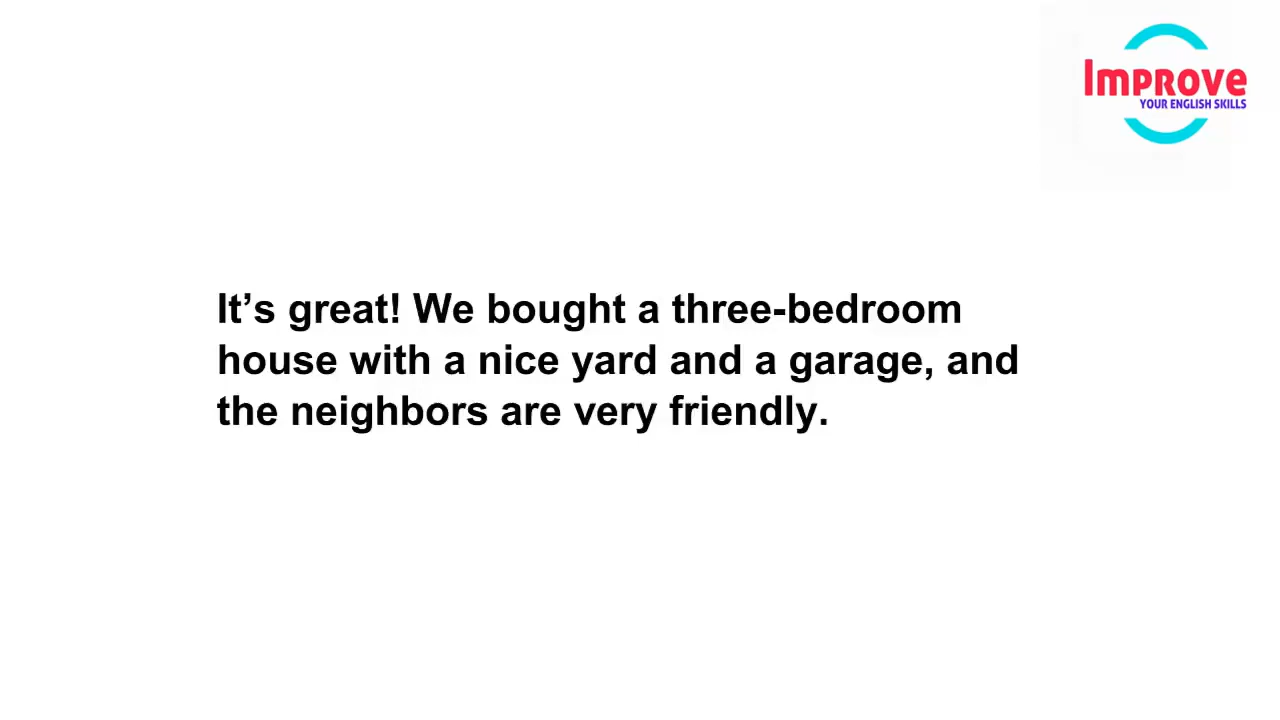 Improve
YOUR ENGLISH SKILLS
It’s great! We bought a three-bedroom
house with a nice yard and a garage, and
the neighbors are very friendly.